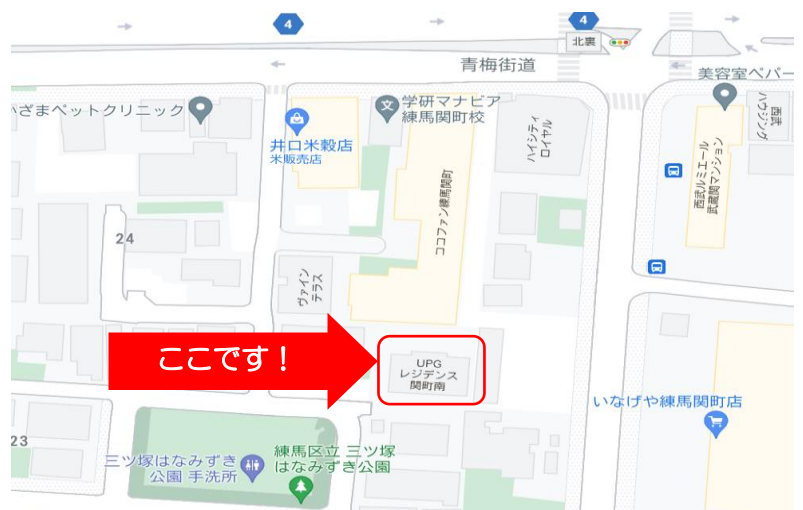 4
4
北裏
青梅街道
美容室ペパー
いざまペットクリニック
学研マナビア
練馬関町校
西武
ハウジング
井口米穀店
米販売店
ハイシティ
ロイヤル
西武ルミエール
武蔵関マンション
ココファン練馬関町
24
ヴァイン
テラス
ここです！
UPG
レジデンス
関町南
いなげや練馬関町店
23
三ツ塚はなみずき
公園 手洗所
練馬区立 三ツ塚
はなみずき公園